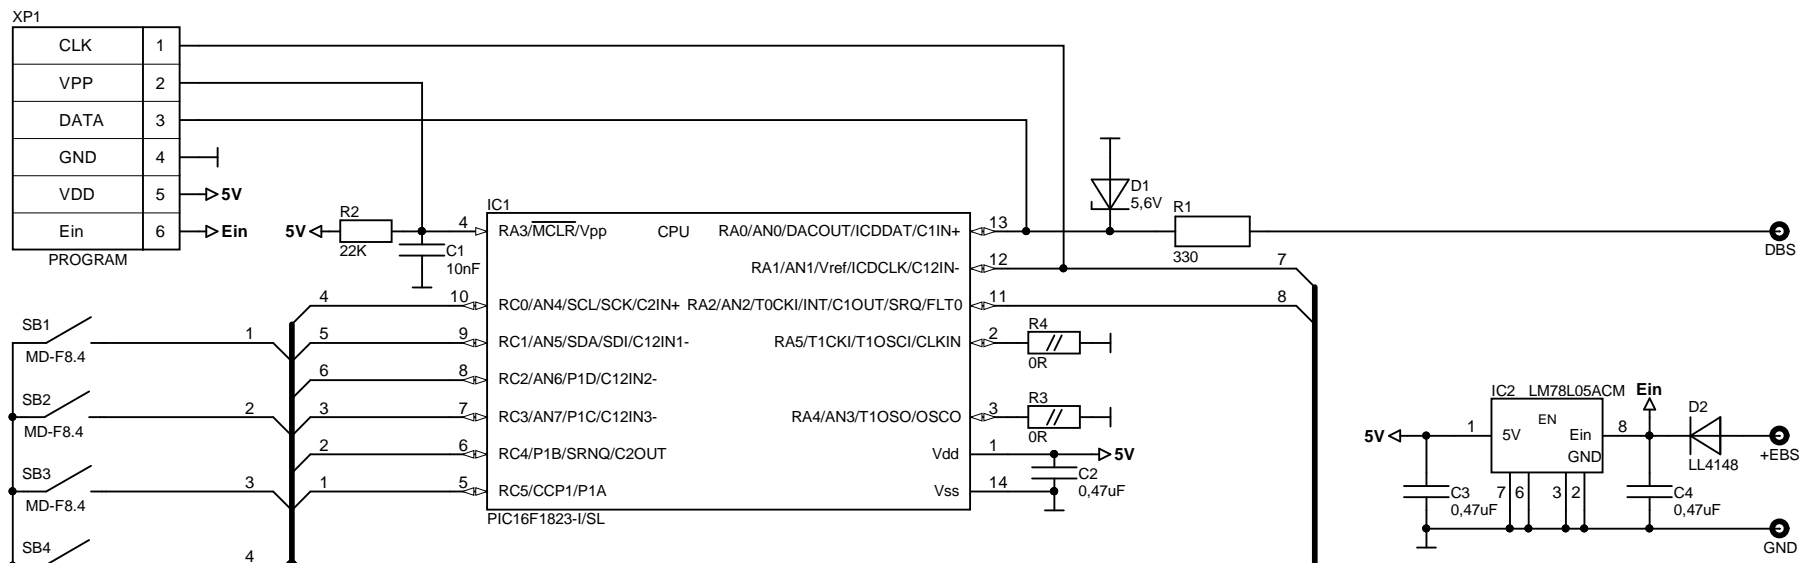 XP1
CLK 1
VPP 2
DATA 3
GND 4
VDD 5 5V
Ein 6 Ein
PROGRAM
5V R2 22K
C1 10nF
IC1
CPU
4 RA3/MCLR/Vpp
10 RC0/AN4/SCL/SCK/C2IN+
9 RC1/AN5/SDA/SDI/C12IN1-
8 RC2/AN6/P1D/C12IN2-
7 RC3/AN7/P1C/C12IN3-
6 RC4/P1B/SRNQ/C2OUT
5 RC5/CCP1/P1A
RA0/AN0/DACOUT/ICDDAT/C1IN+ 13
RA1/AN1/Vref/ICDCLK/C12IN- 12
RA2/AN2/T0CKI/INT/C1OUT/SRQ/FLT0 11
RA5/T1CKI/T1OSCI/CLKIN 2
RA4/AN3/T1OSO/OSCO 3
Vdd 1
Vss 14
PIC16F1823-I/SL
4
5
6
3
2
1
SB1 1
MD-F8.4
SB2 2
MD-F8.4
SB3 3
MD-F8.4
SB4 4
D1
5,6V
R1
330
DBS
7
8
R4
0R
R3
0R
5V
C2
0,47uF
IC2 LM78L05ACM
Ein
D2
LL4148
5V 1 5V EN Ein 8
GND
+EBS
7 6 3 2
C3
0,47uF
C4
0,47uF
GND